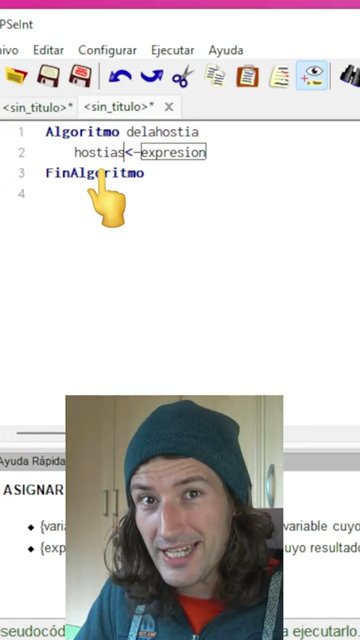 PSeInt
ivo Editar Configurar Ejecutar Ayuda
<sin_titulo>* <sin_titulo>*
1 Algoritmo delahostia
2 hostias<-expresion
3 FinAlgoritmo
4
Ayuda Rápida
ASIGNAR
{varia variable cuyo
{exp uyo resultado
seudocód a ejecutarlo